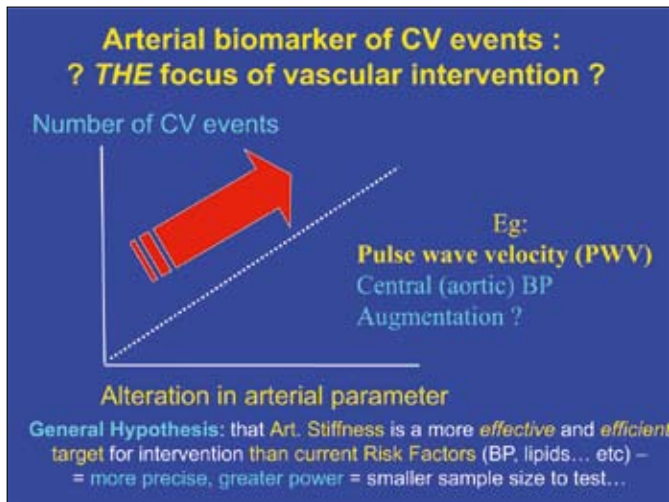 Arterial biomarker of CV events :
? THE focus of vascular intervention ?
Number of CV events
Eg:
Pulse wave velocity (PWV)
Central (aortic) BP
Augmentation ?
Alteration in arterial parameter
General Hypothesis: that Art. Stiffness is a more effective and efficient
target for intervention than current Risk Factors (BP, lipids... etc) –
= more precise, greater power = smaller sample size to test...